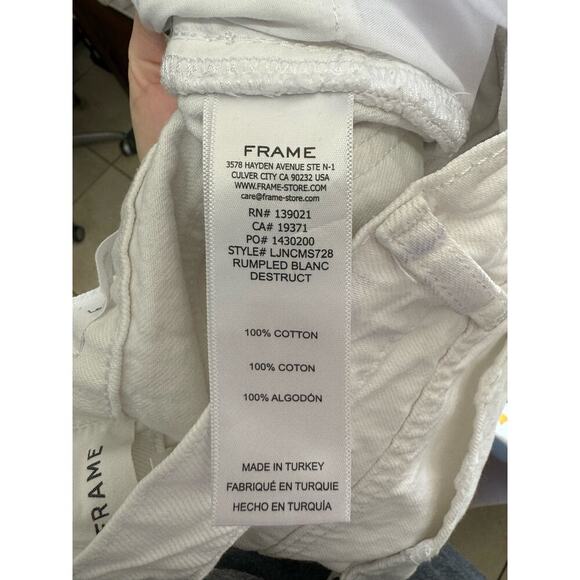 FRAME
3578 HAYDEN AVENUE STE N-1
CULVER CITY CA 90232 USA
WWW.FRAME-STORE.COM
care@frame-store.com
RN# 139021
CA# 19371
PO# 1430200
STYLE# LJNCMS728
RUMPLED BLANC
DESTRUCT
100% COTTON
100% COTON
100% ALGODÓN
MADE IN TURKEY
FABRIQUÉ EN TURQUIE
HECHO EN TURQUÍA
FRAME